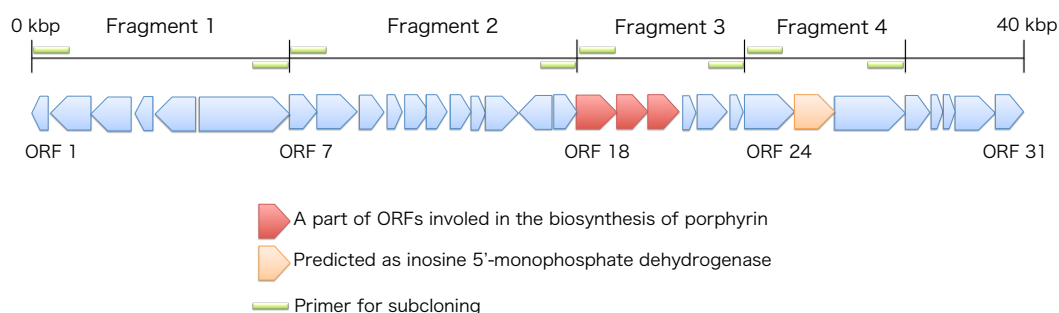 0 kbp Fragment 1 Fragment 2 Fragment 3 Fragment 4 40 kbp
ORF 1 ORF 7 ORF 18 ORF 24 ORF 31
A part of ORFs involed in the biosynthesis of porphyrin
Predicted as inosine 5'-monophosphate dehydrogenase
Primer for subcloning